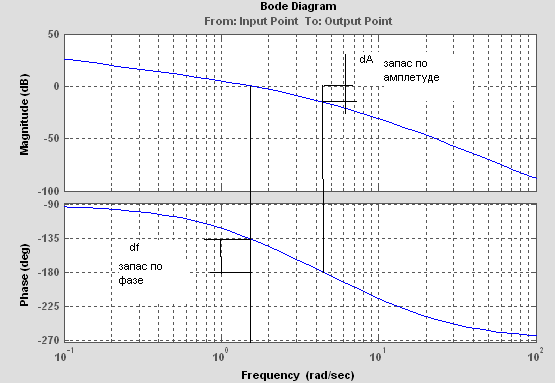 Bode Diagram
From: Input Point To: Output Point
Magnitude (dB)
50
0
-50
-100
dA
запас по
амплетуде
Phase (deg)
-90
-135
-180
-225
-270
df
запас по
фазе
10^-1
10^0
10^1
10^2
Frequency (rad/sec)